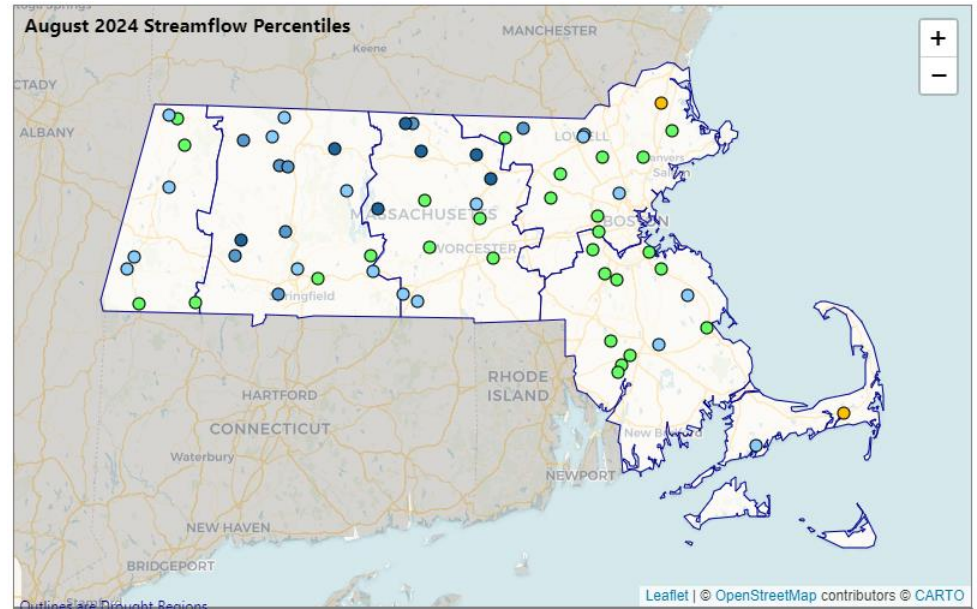 August 2024 Streamflow Percentiles
MANCHESTER
+
Keene
−
ALBANY
LOWELL
MASSACHUSETTS
BOSTON
WORCESTER
Springfield
RHODE
ISLAND
HARTFORD
CONNECTICUT
New Bedford
Waterbury
NEWPORT
NEW HAVEN
BRIDGEPORT
Leaflet | © OpenStreetMap contributors © CARTO
Outlines are Drought Regions